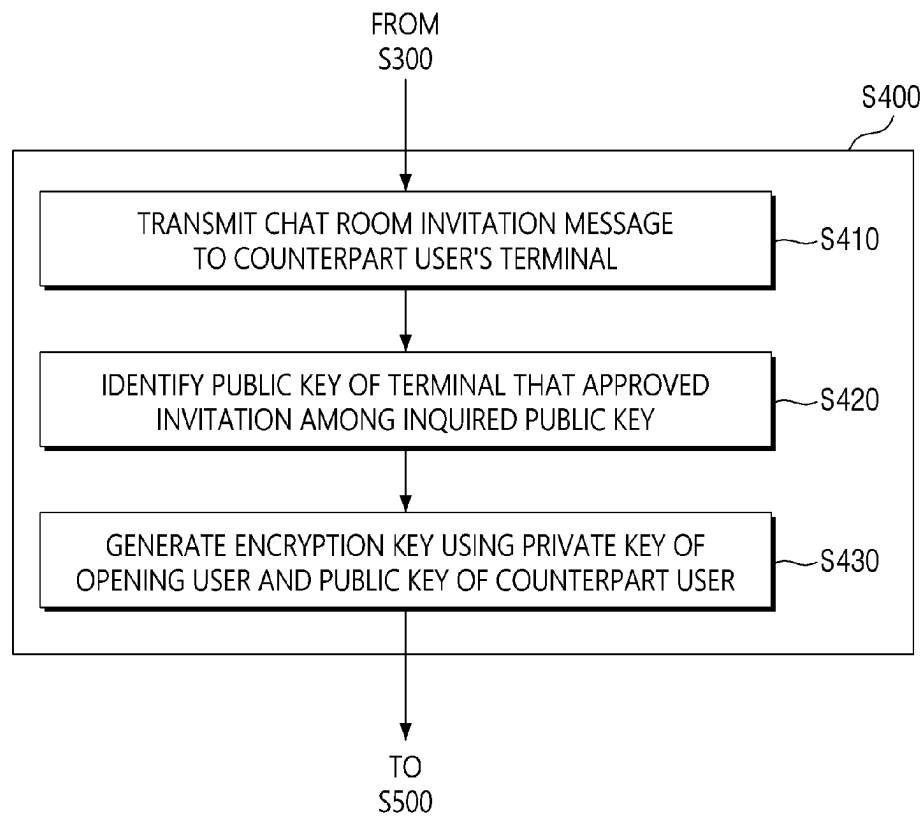 FROM
S300
S400
TRANSMIT CHAT ROOM INVITATION MESSAGE
TO COUNTERPART USER'S TERMINAL
S410
IDENTIFY PUBLIC KEY OF TERMINAL THAT APPROVED
INVITATION AMONG INQUIRED PUBLIC KEY
S420
GENERATE ENCRYPTION KEY USING PRIVATE KEY OF
OPENING USER AND PUBLIC KEY OF COUNTERPART USER
S430
TO
S500